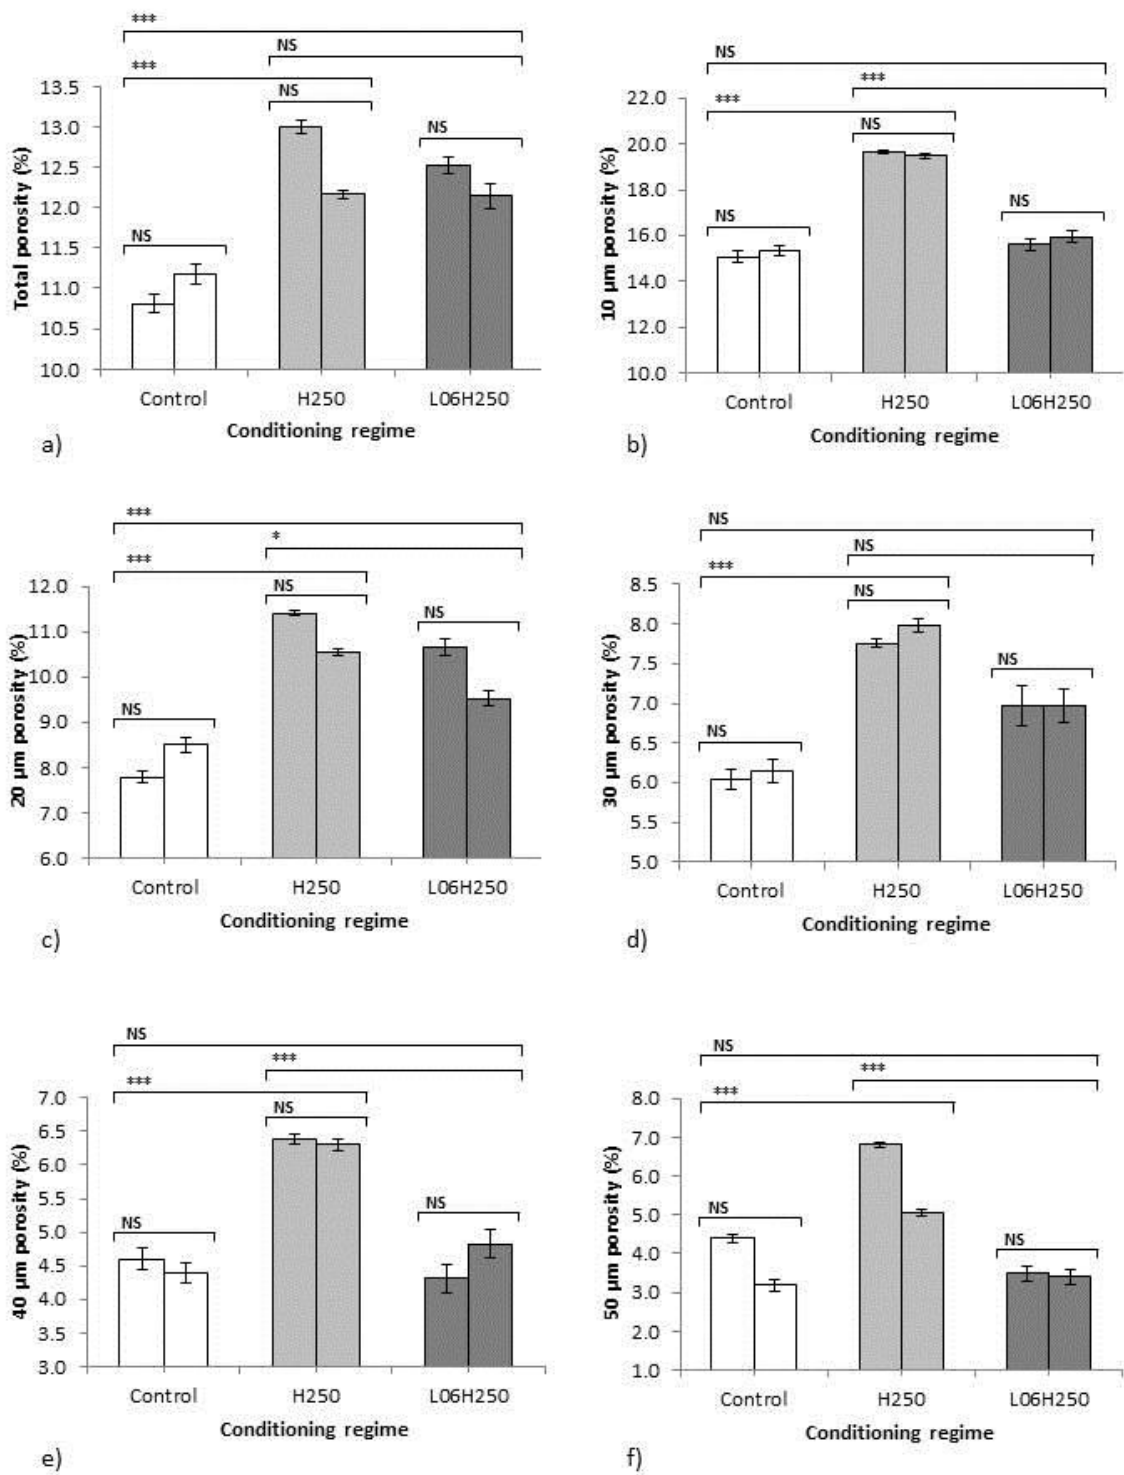 ***
NS
***
NS
NS
NS
13.5
13.0
12.5
12.0
11.5
11.0
10.5
10.0
Total porosity (%)
Control H250 L06H250
Conditioning regime
a)
NS
***
***
NS
NS
NS
22.0
20.0
18.0
16.0
14.0
12.0
10.0
10 µm porosity (%)
Control H250 L06H250
Conditioning regime
b)
***
*
***
NS
NS
NS
12.0
11.0
10.0
9.0
8.0
7.0
6.0
20 µm porosity (%)
Control H250 L06H250
Conditioning regime
c)
NS
NS
***
NS
NS
NS
8.5
8.0
7.5
7.0
6.5
6.0
5.5
5.0
30 µm porosity (%)
Control H250 L06H250
Conditioning regime
d)
NS
***
***
NS
NS
NS
7.0
6.5
6.0
5.5
5.0
4.5
4.0
3.5
3.0
40 µm porosity (%)
Control H250 L06H250
Conditioning regime
e)
NS
***
***
NS
NS
8.0
7.0
6.0
5.0
4.0
3.0
2.0
1.0
50 µm porosity (%)
Control H250 L06H250
Conditioning regime
f)